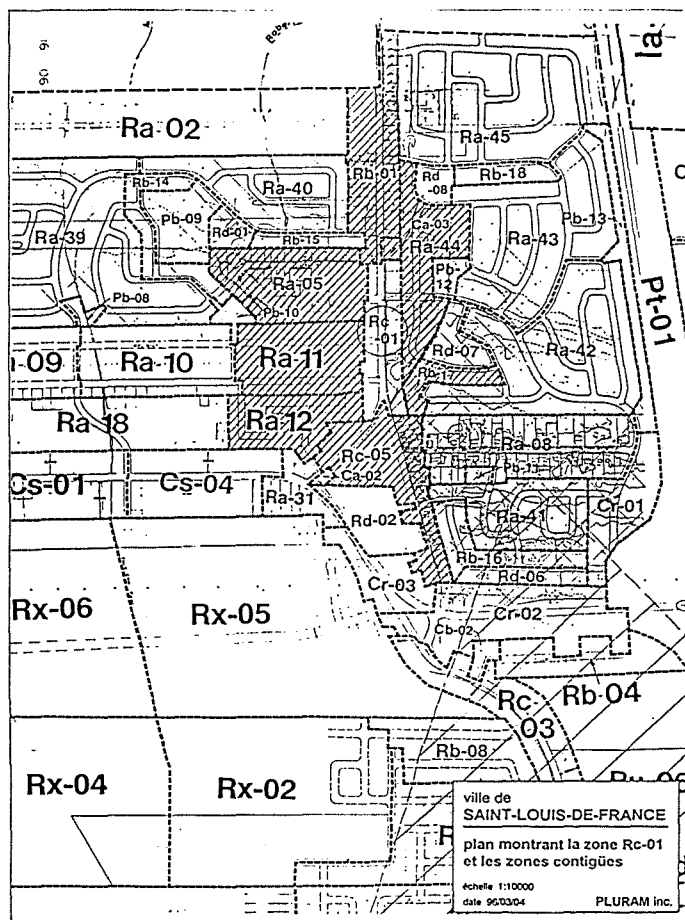 la
16 06
Ra-02
Rb-01
Ra-45
Rb-14
Ra-40
Rd
-08
Rb-18
Pb-09
Rd-01
Ca-03
Pb-13
Ra-39
Rb-15
Ra-44
Ra-43
Ra-05
Pb-
12
Pt-01
Pb-08
Pb-10
Rc
-01
Rd-07
Ra-42
-09
Ra-10
Ra-11
Ra-18
Ra-12
Ra-08
Rc-05
Cs-01
Cs-04
Ca-02
Ra-31
Cr-01
Rd-02
Ra-41
Rb-16
Rd-06
Cr-03
Rx-06
Rx-05
Cr-02
Cb-02
Rb-04
Rc
03
Rb-08
Rx-04
Rx-02
ville de
SAINT-LOUIS-DE-FRANCE
plan montrant la zone Rc-01
et les zones contigües
échelle 1:10000
date 96/03/04 PLURAM inc.